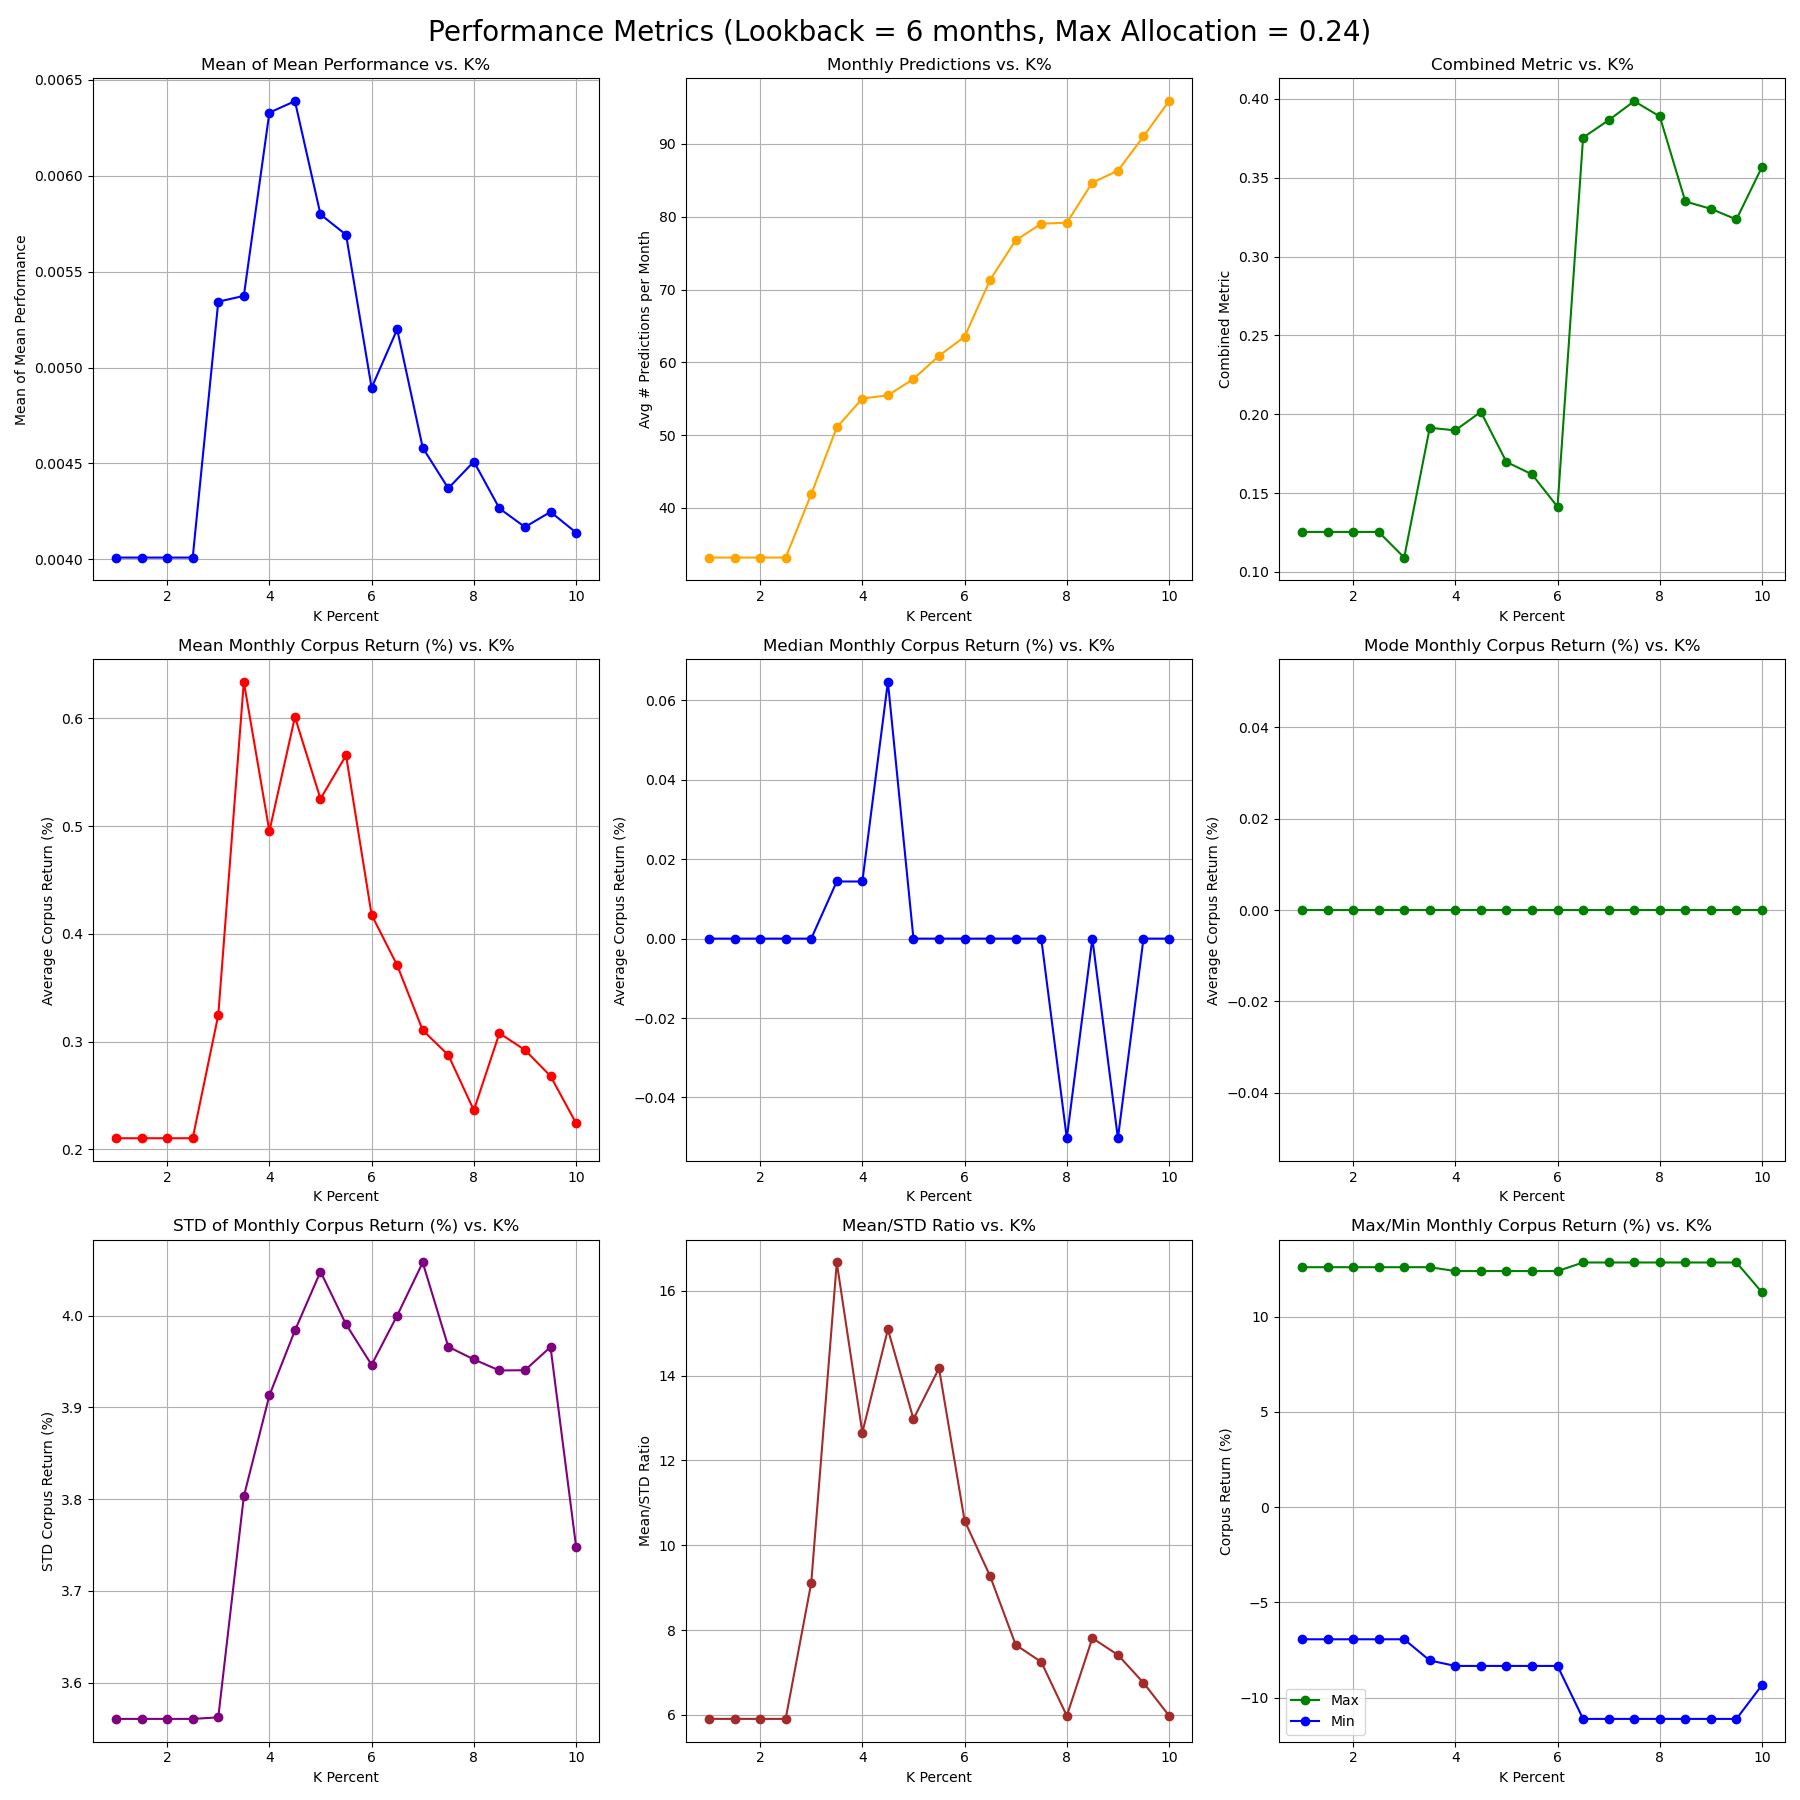 Performance Metrics (Lookback = 6 months, Max Allocation = 0.24)
Mean of Mean Performance vs. K%
Mean of Mean Performance
0.0065
0.0060
0.0055
0.0050
0.0045
0.0040
2 4 6 8 10
K Percent
Monthly Predictions vs. K%
Avg # Predictions per Month
90
80
70
60
50
40
2 4 6 8 10
K Percent
Combined Metric vs. K%
Combined Metric
0.40
0.35
0.30
0.25
0.20
0.15
0.10
2 4 6 8 10
K Percent
Mean Monthly Corpus Return (%) vs. K%
Average Corpus Return (%)
0.6
0.5
0.4
0.3
0.2
2 4 6 8 10
K Percent
Median Monthly Corpus Return (%) vs. K%
Average Corpus Return (%)
0.06
0.04
0.02
0.00
−0.02
−0.04
2 4 6 8 10
K Percent
Mode Monthly Corpus Return (%) vs. K%
Average Corpus Return (%)
0.04
0.02
0.00
−0.02
−0.04
2 4 6 8 10
K Percent
STD of Monthly Corpus Return (%) vs. K%
STD Corpus Return (%)
4.0
3.9
3.8
3.7
3.6
2 4 6 8 10
K Percent
Mean/STD Ratio vs. K%
Mean/STD Ratio
16
14
12
10
8
6
2 4 6 8 10
K Percent
Max/Min Monthly Corpus Return (%) vs. K%
Corpus Return (%)
10
5
0
−5
−10
Max
Min
2 4 6 8 10
K Percent